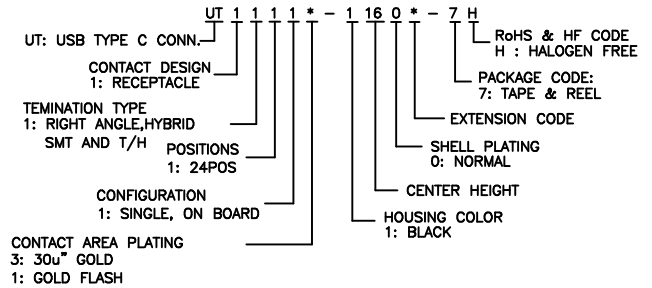 UT 1 1 1 1 * - 1 16 0 * - 7 H
UT: USB TYPE C CONN.
CONTACT DESIGN
1: RECEPTACLE
TEMINATION TYPE
1: RIGHT ANGLE,HYBRID
SMT AND T/H
POSITIONS
1: 24POS
CONFIGURATION
1: SINGLE, ON BOARD
CONTACT AREA PLATING
3: 30u" GOLD
1: GOLD FLASH
RoHS & HF CODE
H : HALOGEN FREE
PACKAGE CODE:
7: TAPE & REEL
EXTENSION CODE
SHELL PLATING
0: NORMAL
CENTER HEIGHT
HOUSING COLOR
1: BLACK